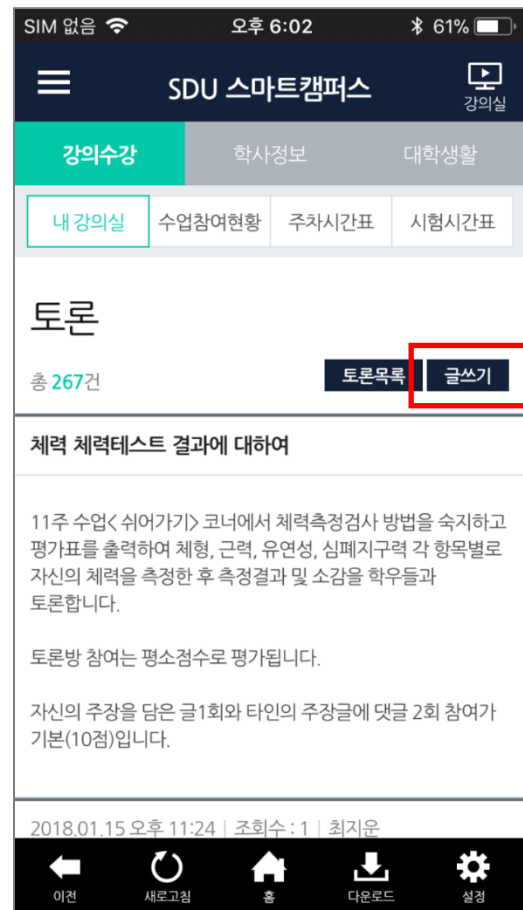 SIM 없음 오후 6:02 61%
SDU 스마트캠퍼스 강의실
강의수강 학사정보 대학생활
내 강의실 수업참여현황 주차시간표 시험시간표
토론
총 267건 토론목록 글쓰기
체력 체력테스트 결과에 대하여
11주 수업< 쉬어가기> 코너에서 체력측정검사 방법을 숙지하고
평가표를 출력하여 체형, 근력, 유연성, 심폐지구력 각 항목별로
자신의 체력을 측정한 후 측정결과 및 소감을 학우들과
토론합니다.
토론방 참여는 평소점수로 평가됩니다.
자신의 주장을 담은 글1회와 타인의 주장글에 댓글 2회 참여가
기본(10점)입니다.
2018.01.15 오후 11:24 | 조회수 : 1 | 최지운
이전 새로고침 홈 다운로드 설정